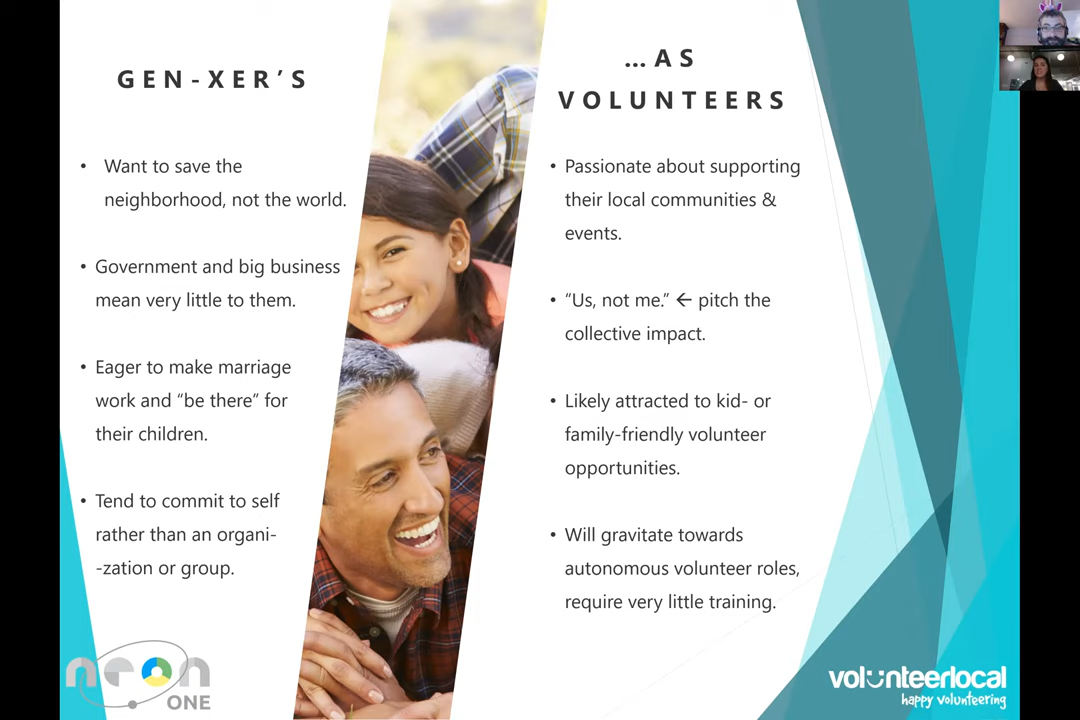 GEN-XER’S
• Want to save the
neighborhood, not the world.
• Government and big business
mean very little to them.
• Eager to make marriage
work and “be there” for
their children.
• Tend to commit to self
rather than an organi-
-zation or group.
…AS
VOLUNTEERS
• Passionate about supporting
their local communities &
events.
• “Us, not me.” ← pitch the
collective impact.
• Likely attracted to kid- or
family-friendly volunteer
opportunities.
• Will gravitate towards
autonomous volunteer roles,
require very little training.
neon
ONE
volunteerlocal
happy volunteering